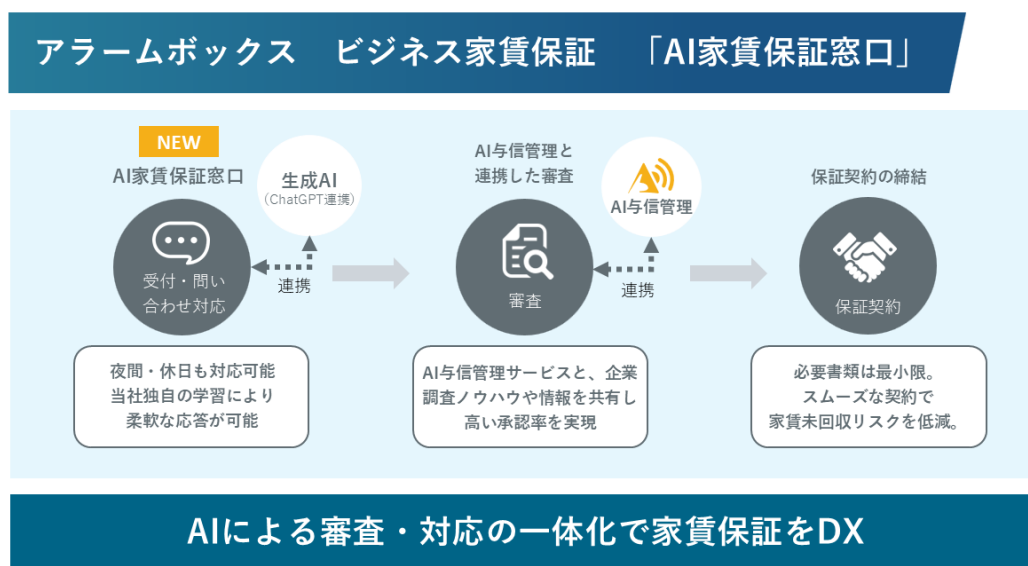 アラームボックス　ビジネス家賃保証　「AI家賃保証窓口」
NEW
AI家賃保証窓口
生成AI
（ChatGPT連携）
受付・問い
合わせ対応
連携
夜間・休日も対応可能
当社独自の学習により
柔軟な応答が可能
AI与信管理と
連携した審査
AI与信管理
審査
連携
AI与信管理サービスと、企業
調査ノウハウや情報を共有し
高い承認率を実現
保証契約の締結
保証契約
必要書類は最小限。
スムーズな契約で
家賃未回収リスクを低減。
AIによる審査・対応の一体化で家賃保証をDX